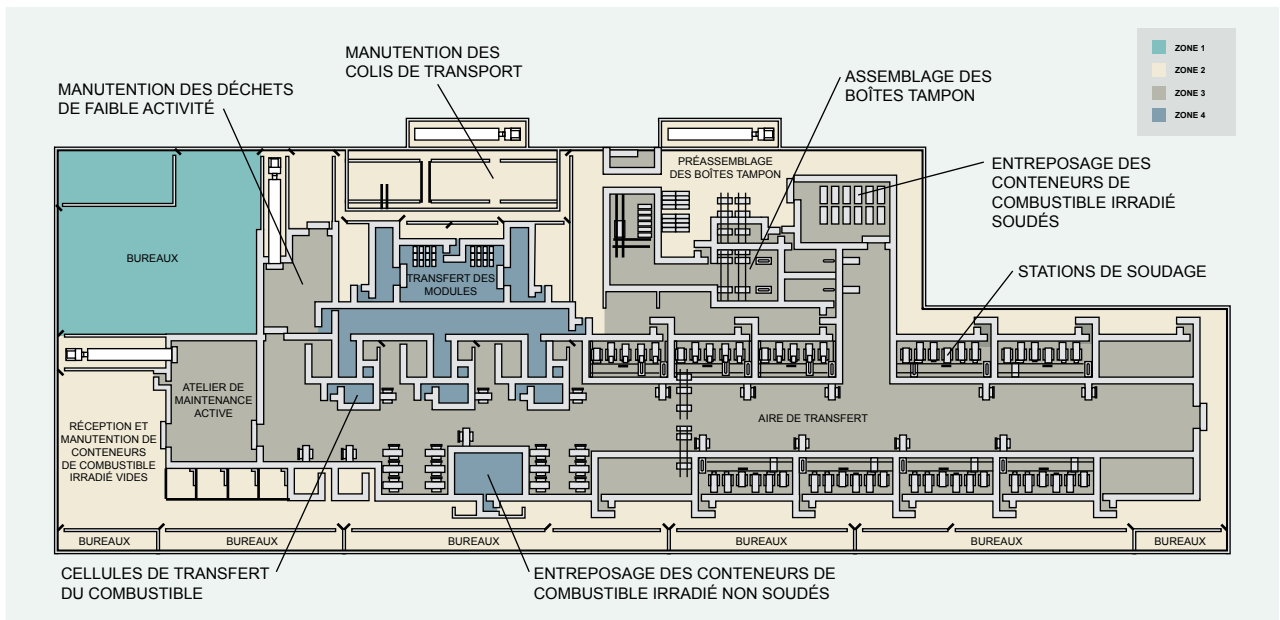 MANUTENTION DES
COLIS DE TRANSPORT
MANUTENTION DES DÉCHETS
DE FAIBLE ACTIVITÉ
ASSEMBLAGE DES
BOÎTES TAMPON
ZONE 1
ZONE 2
ZONE 3
ZONE 4
PRÉASSEMBLAGE
DES BOÎTES TAMPON
ENTREPOSAGE DES
CONTENEURS DE
COMBUSTIBLE IRRADIÉ
SOUDÉS
BUREAUX
TRANSFERT DES
MODULES
STATIONS DE SOUDAGE
ATELIER DE
MAINTENANCE
ACTIVE
AIRE DE TRANSFERT
RÉCEPTION ET
MANUTENTION DE
CONTENEURS
DE COMBUSTIBLE
IRRADIÉ VIDES
BUREAUX
BUREAUX
BUREAUX
BUREAUX
BUREAUX
BUREAUX
CELLULES DE TRANSFERT
DU COMBUSTIBLE
ENTREPOSAGE DES CONTENEURS DE
COMBUSTIBLE IRRADIÉ NON SOUDÉS